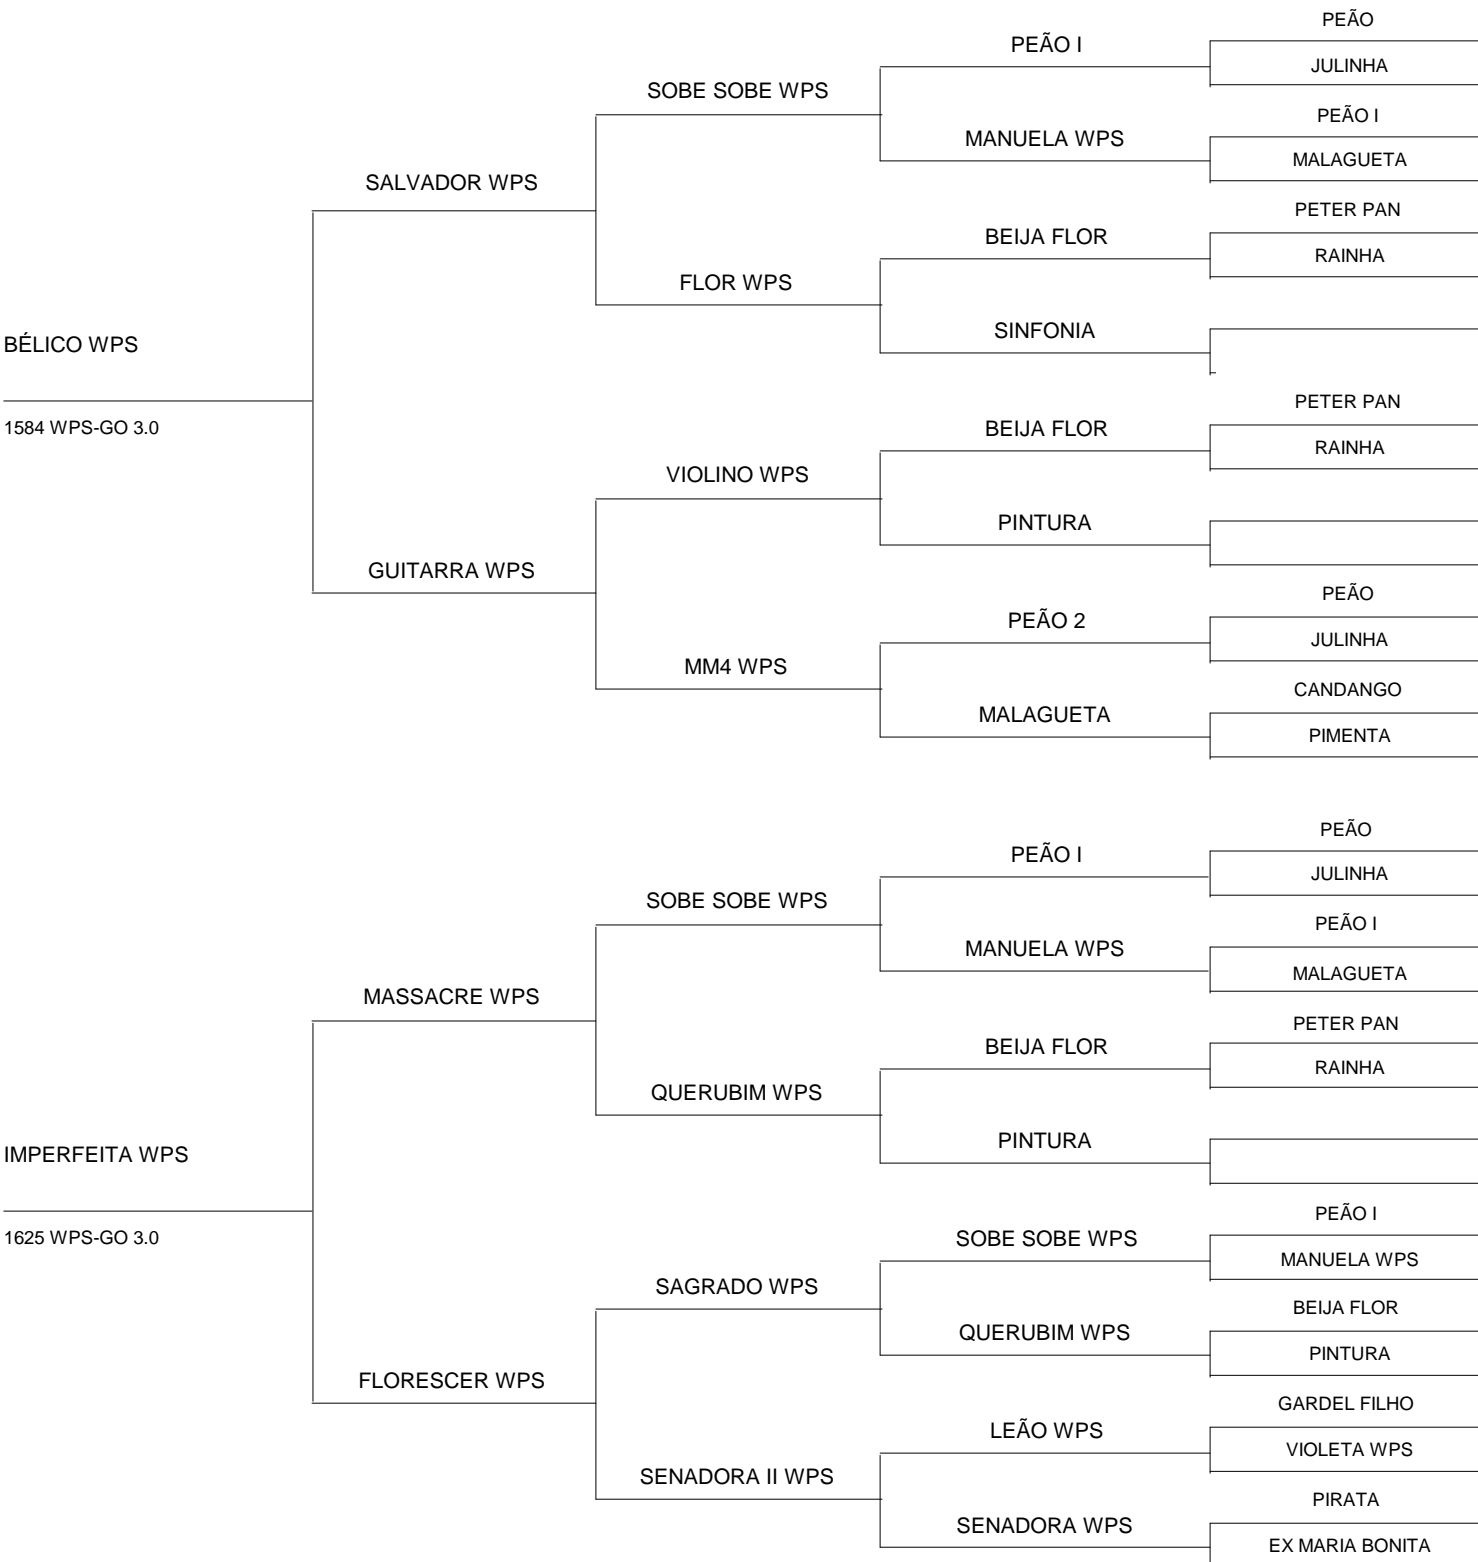 PEÃO
PEÃO I
JULINHA
SOBE SOBE WPS
PEÃO I
MANUELA WPS
MALAGUETA
SALVADOR WPS
PETER PAN
BEIJA FLOR
RAINHA
FLOR WPS
SINFONIA
BÉLICO WPS
1584 WPS-GO 3.0
PETER PAN
BEIJA FLOR
RAINHA
VIOLINO WPS
PINTURA
GUITARRA WPS
PEÃO
PEÃO 2
JULINHA
MM4 WPS
CANDANGO
MALAGUETA
PIMENTA
PEÃO
PEÃO I
JULINHA
SOBE SOBE WPS
PEÃO I
MANUELA WPS
MALAGUETA
MASSACRE WPS
PETER PAN
BEIJA FLOR
RAINHA
QUERUBIM WPS
PINTURA
IMPERFEITA WPS
1625 WPS-GO 3.0
PEÃO I
SOBE SOBE WPS
MANUELA WPS
SAGRADO WPS
BEIJA FLOR
QUERUBIM WPS
PINTURA
FLORESCER WPS
GARDEL FILHO
LEÃO WPS
VIOLETA WPS
SENADORA II WPS
PIRATA
SENADORA WPS
EX MARIA BONITA